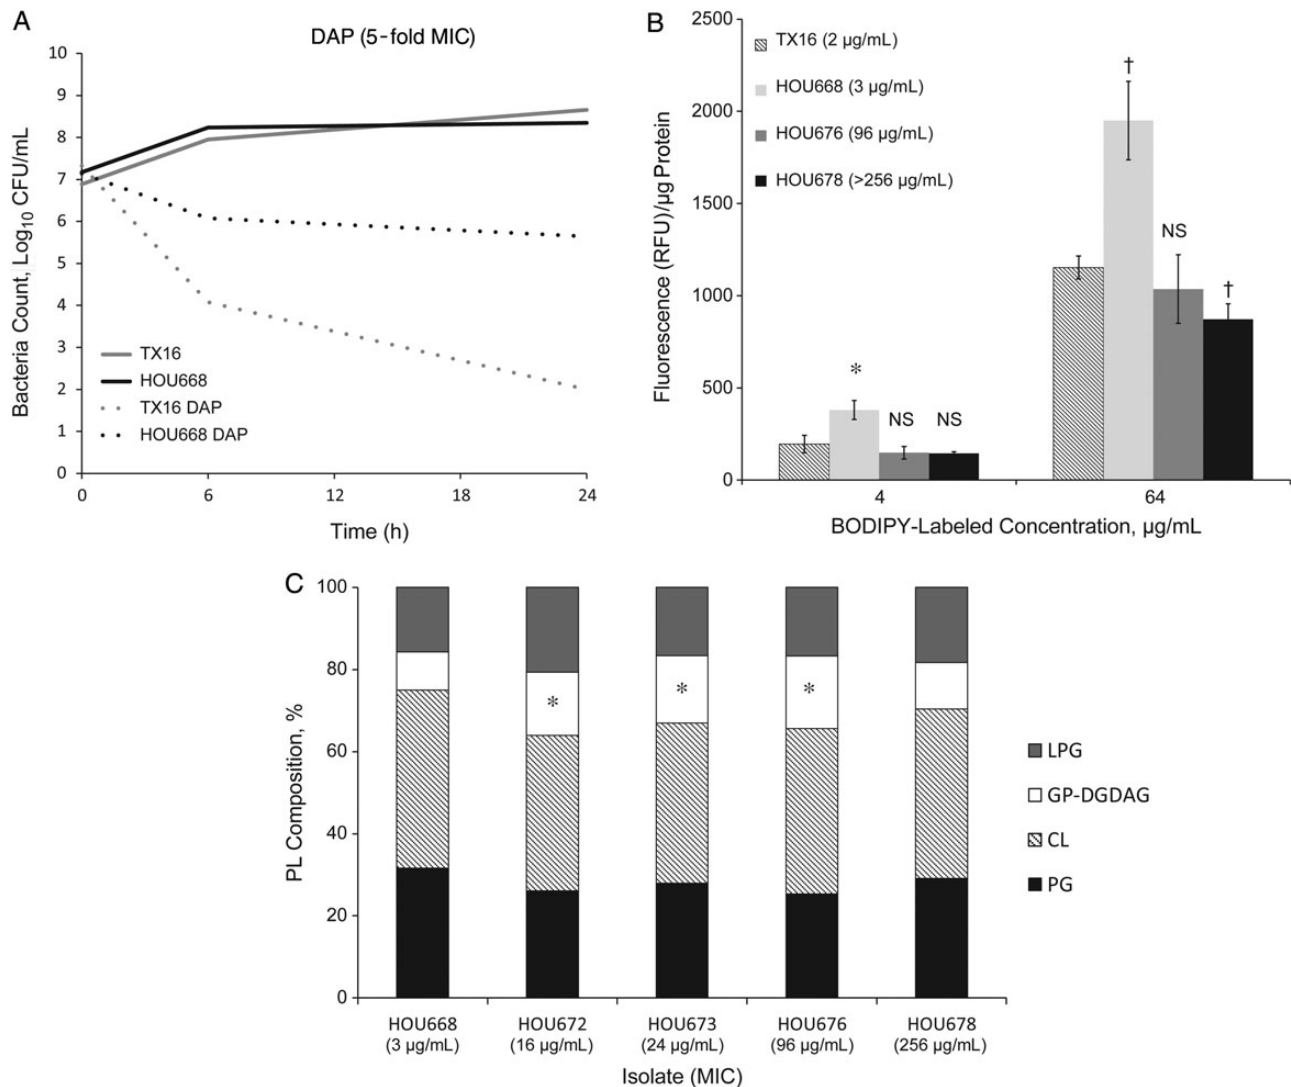 A
DAP (5-fold MIC)
10
9
8
7
6
5
4
3
2
1
0
Bacteria Count, Log10 CFU/mL
TX16
HOU668
TX16 DAP
HOU668 DAP
0 6 12 18 24
Time (h)
B
2500
2000
1500
1000
500
0
Fluorescence (RFU)/µg Protein
TX16 (2 µg/mL)
HOU668 (3 µg/mL)
HOU676 (96 µg/mL)
HOU678 (>256 µg/mL)
†
NS
†
*
NS NS
4 64
BODIPY-Labeled Concentration, µg/mL
C
100
80
60
40
20
0
PL Composition, %
* * *
LPG
GP-DGDAG
CL
PG
HOU668 HOU672 HOU673 HOU676 HOU678
(3 µg/mL) (16 µg/mL) (24 µg/mL) (96 µg/mL) (256 µg/mL)
Isolate (MIC)